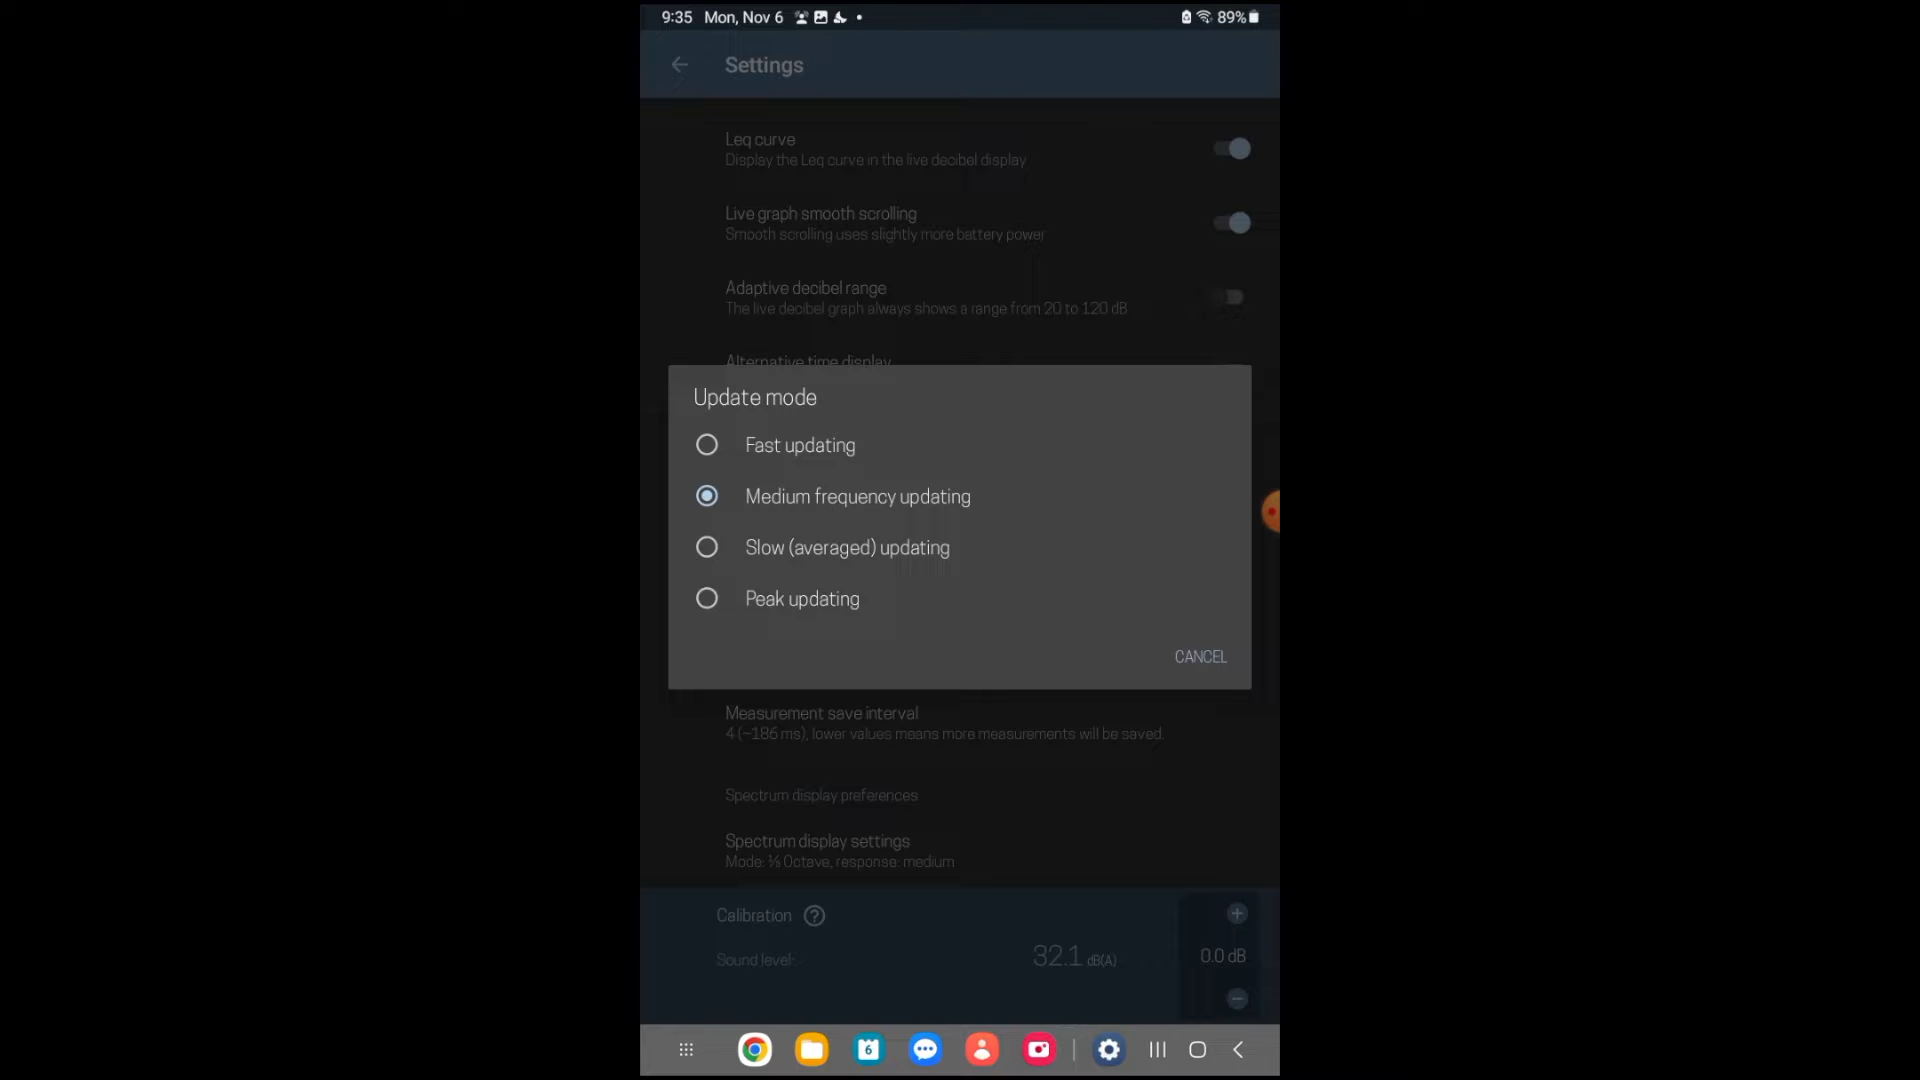 9:35 Mon, Nov 6 89%
Settings
Leq curve
Display the Leq curve in the live decibel display
Live graph smooth scrolling
Smooth scrolling uses slightly more battery power
Adaptive decibel range
The live decibel graph always shows a range from 20 to 120 dB
Alternative time display
Update mode
Fast updating
Medium frequency updating
Slow (averaged) updating
Peak updating
CANCEL
Measurement save interval
4 (~186 ms), lower values means more measurements will be saved.
Spectrum display preferences
Spectrum display settings
Mode: ⅓ Octave, response: medium
Calibration ?
Sound level: 32.1 dB(A) 0.0 dB
6